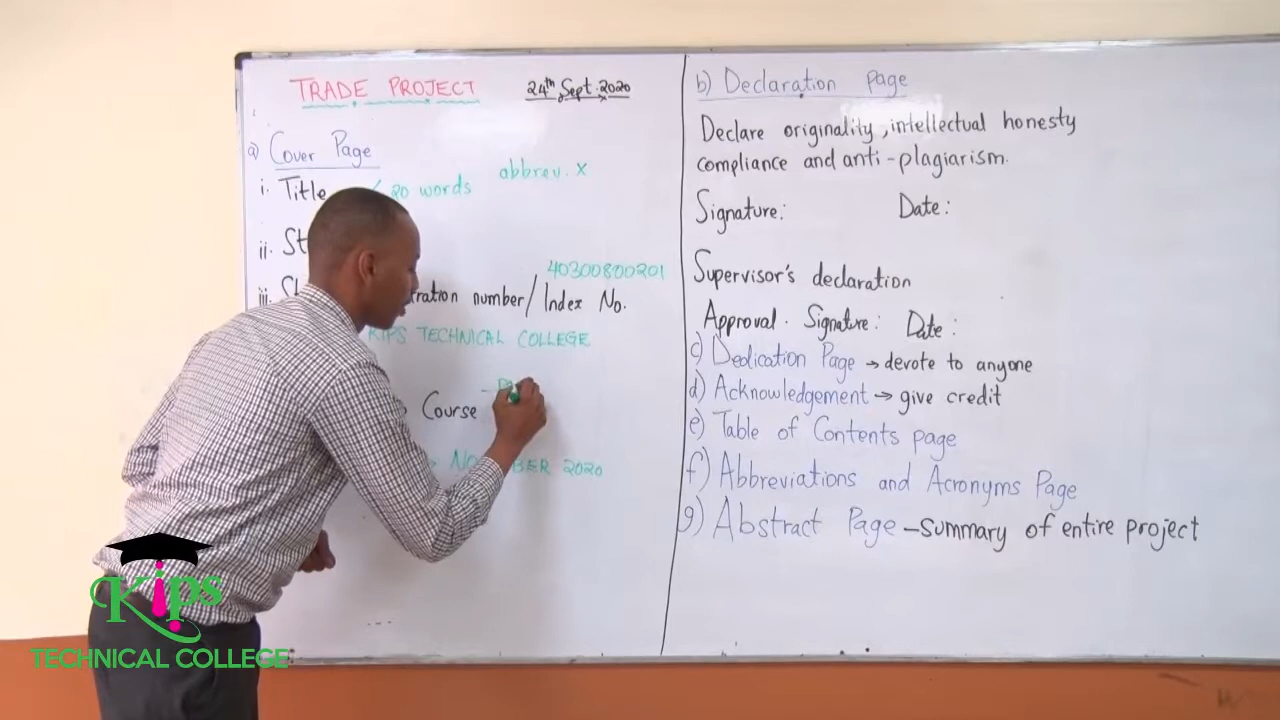 TRADE PROJECT 24th Sept. 2020
a) Cover Page
i. Title 20 words abbrev. x
ii. St
iii. St
40300800201
number/Index No.
KIPS TECHNICAL COLLEGE
Course
2020
b) Declaration page
Declare originality, intellectual honesty
compliance and anti-plagiarism.
Signature: Date:
Supervisor's declaration
Approval. Signature: Date:
c) Dedication Page → devote to anyone
d) Acknowledgement → give credit
e) Table of Contents page
f) Abbreviations and Acronyms Page
g) Abstract Page - summary of entire project
Kips
TECHNICAL COLLEGE